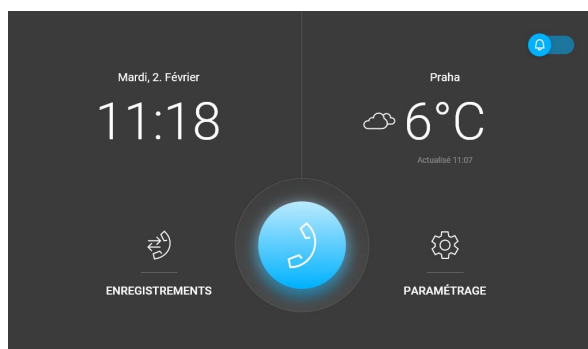 Mardi, 2. Février
11:18
Praha
6°C
Actualisé 11:07
ENREGISTREMENTS
PARAMÉTRAGE